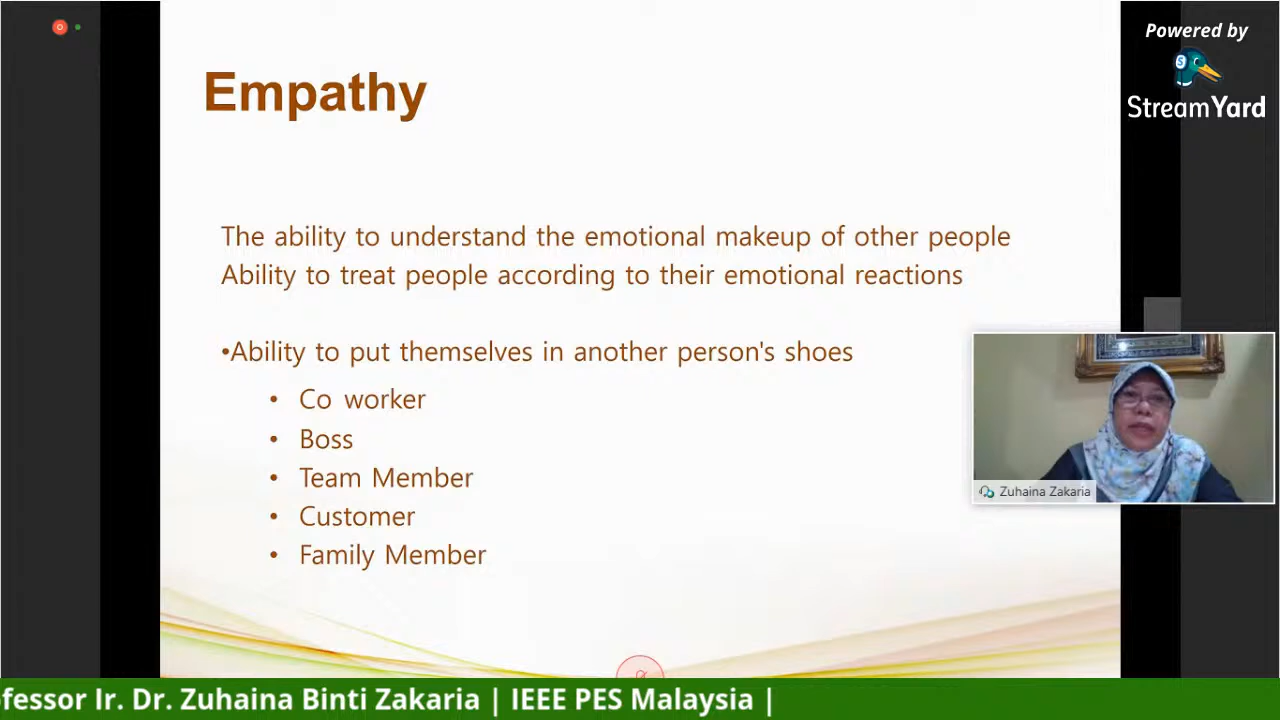 Powered by
StreamYard
Empathy
The ability to understand the emotional makeup of other people
Ability to treat people according to their emotional reactions
•Ability to put themselves in another person's shoes
• Co worker
• Boss
• Team Member
• Customer
• Family Member
Zuhaina Zakaria
fessor Ir. Dr. Zuhaina Binti Zakaria | IEEE PES Malaysia |